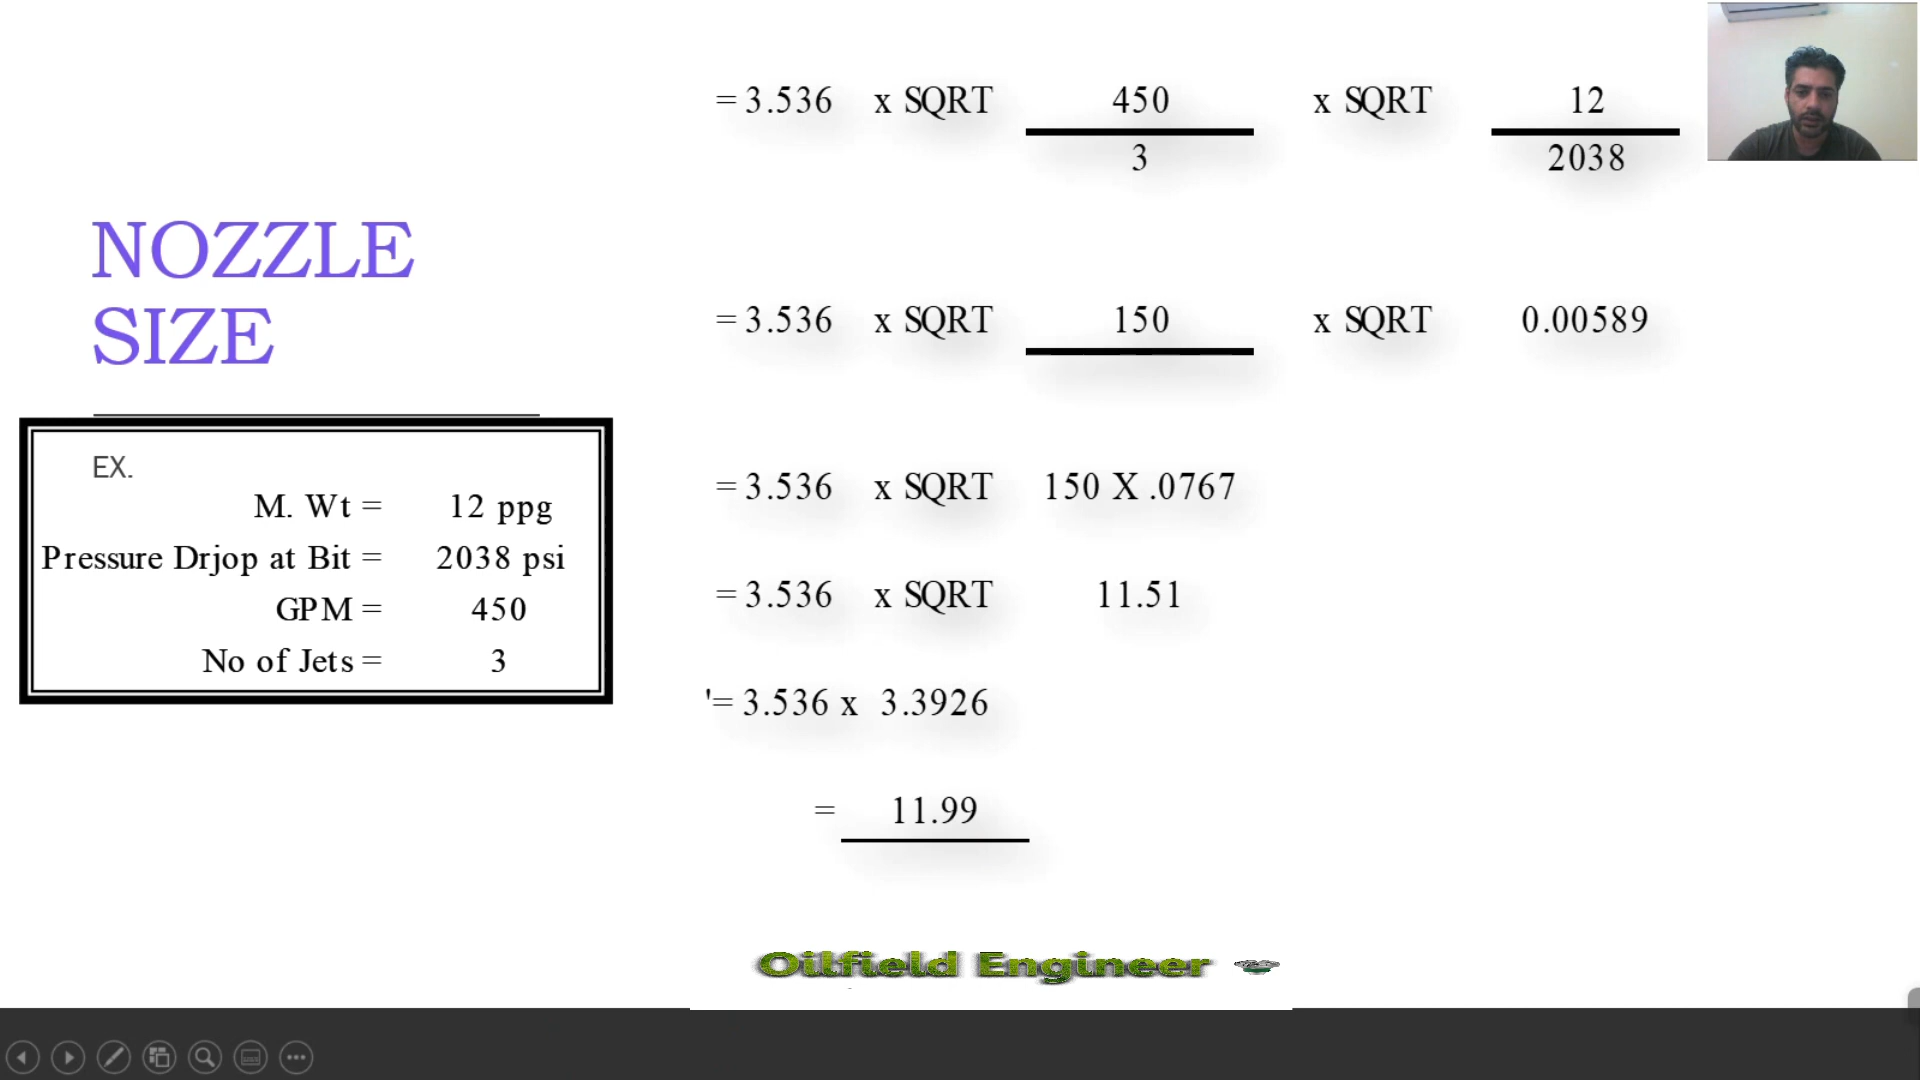 NOZZLE
SIZE
EX.
M. Wt = 12 ppg
Pressure Drjop at Bit = 2038 psi
GPM = 450
No of Jets = 3
= 3.536 x SQRT 450 x SQRT 12
3 2038
= 3.536 x SQRT 150 x SQRT 0.00589
= 3.536 x SQRT 150 X .0767
= 3.536 x SQRT 11.51
'= 3.536 x 3.3926
= 11.99
Oilfield Engineer